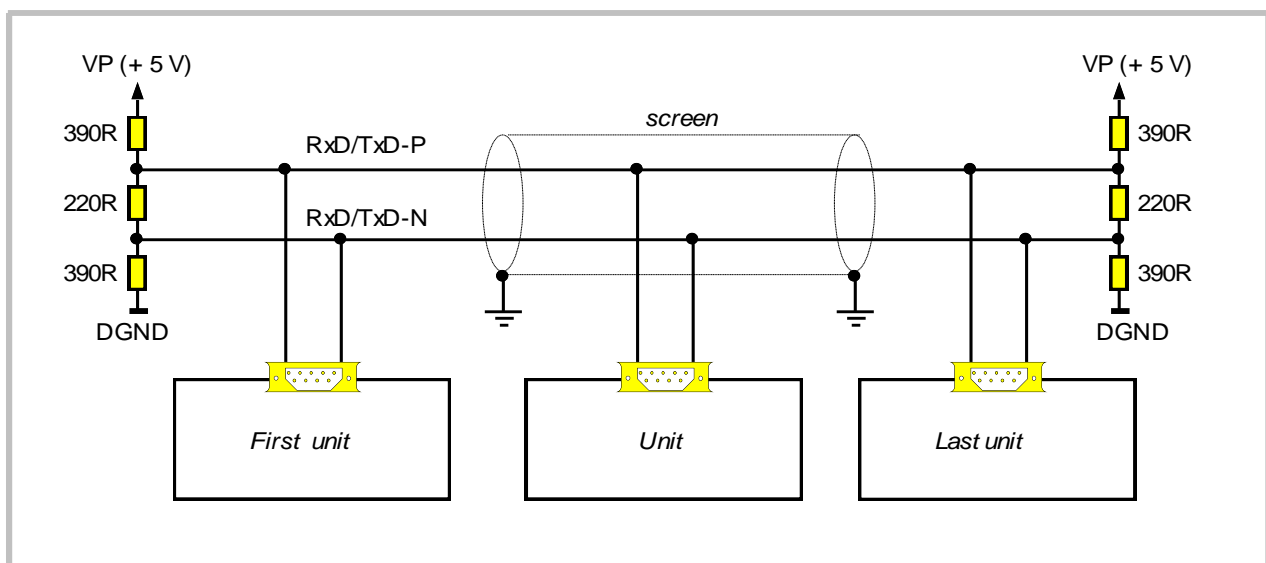 VP (+ 5 V)
VP (+ 5 V)
390R
RxD/TxD-P
screen
390R
220R
RxD/TxD-N
220R
390R
390R
DGND
DGND
First unit
Unit
Last unit